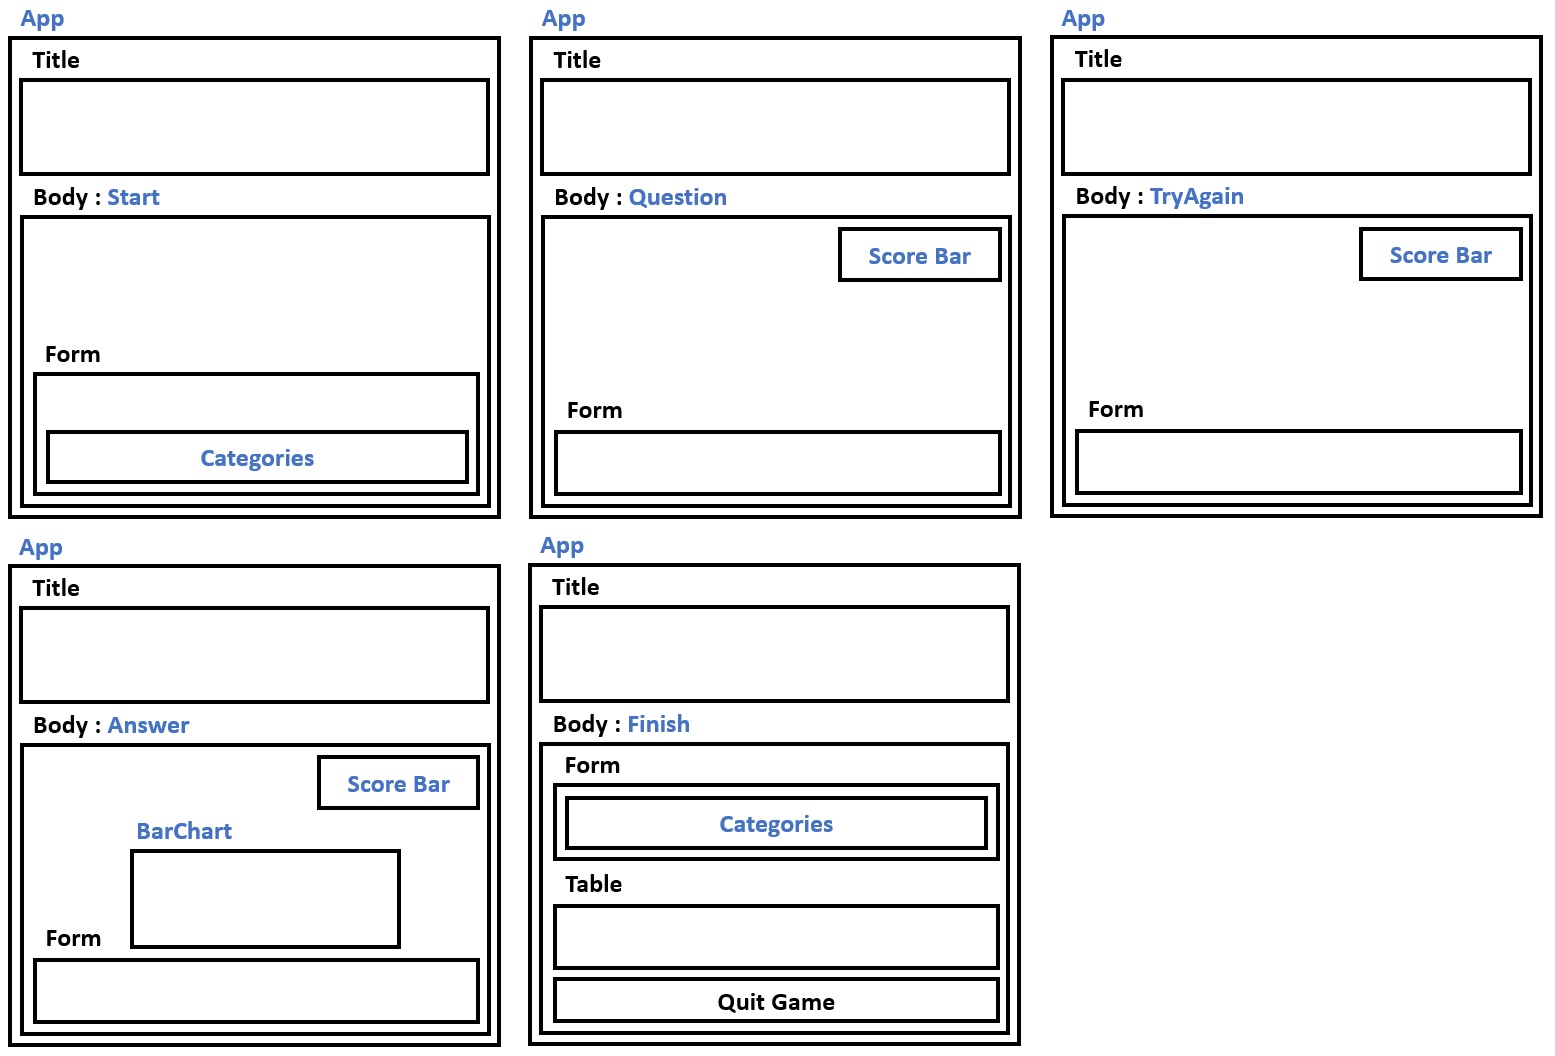 App
Title
Body : Start
Form
Categories
App
Title
Body : Question
Score Bar
Form
App
Title
Body : TryAgain
Score Bar
Form
App
Title
Body : Answer
Score Bar
BarChart
Form
App
Title
Body : Finish
Form
Categories
Table
Quit Game